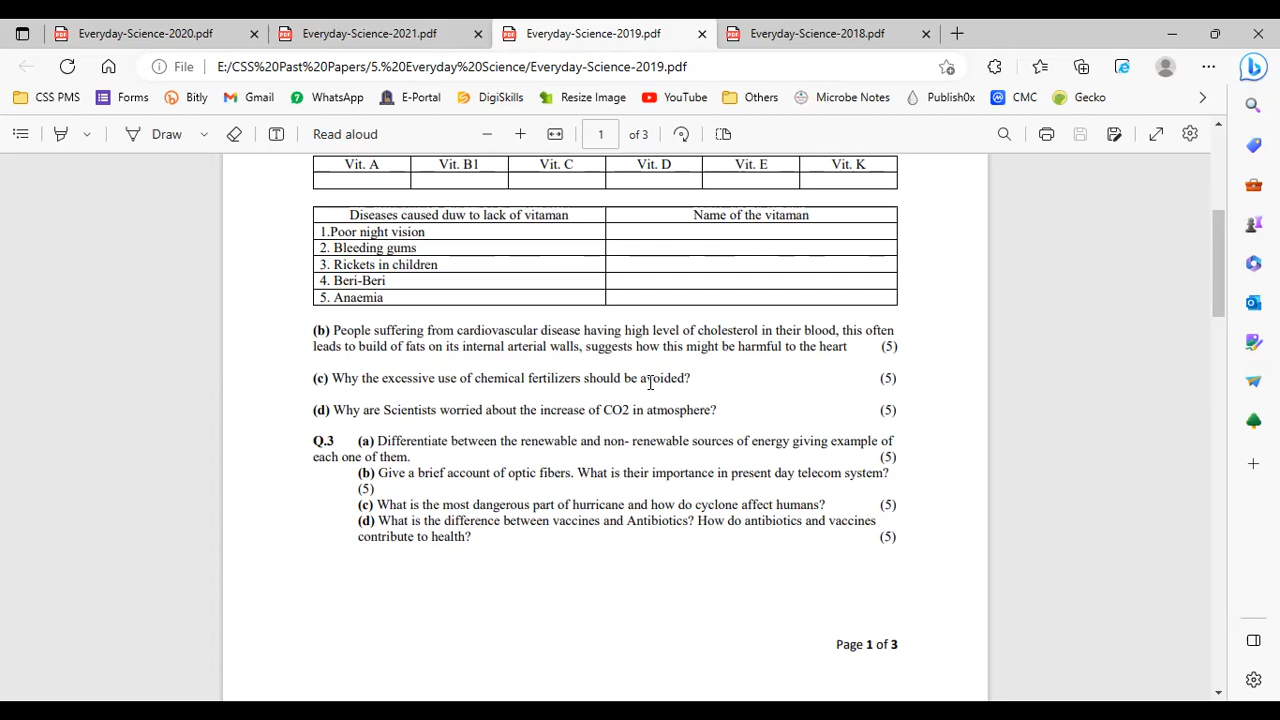 Everyday-Science-2020.pdf
Everyday-Science-2021.pdf
Everyday-Science-2019.pdf
Everyday-Science-2018.pdf
File E:/CSS%20Past%20Papers/5.%20Everyday%20Science/Everyday-Science-2019.pdf
CSS PMS Forms Bitly Gmail WhatsApp E-Portal DigiSkills Resize Image YouTube Others Microbe Notes Publish0x CMC Gecko
Draw Read aloud 1 of 3
Vit. A Vit. B1 Vit. C Vit. D Vit. E Vit. K
Diseases caused duw to lack of vitaman Name of the vitaman
1.Poor night vision
2. Bleeding gums
3. Rickets in children
4. Beri-Beri
5. Anaemia
(b) People suffering from cardiovascular disease having high level of cholesterol in their blood, this often
leads to build of fats on its internal arterial walls, suggests how this might be harmful to the heart (5)
(c) Why the excessive use of chemical fertilizers should be avoided? (5)
(d) Why are Scientists worried about the increase of CO2 in atmosphere? (5)
Q.3 (a) Differentiate between the renewable and non- renewable sources of energy giving example of
each one of them. (5)
(b) Give a brief account of optic fibers. What is their importance in present day telecom system?
(5)
(c) What is the most dangerous part of hurricane and how do cyclone affect humans? (5)
(d) What is the difference between vaccines and Antibiotics? How do antibiotics and vaccines
contribute to health? (5)
Page 1 of 3